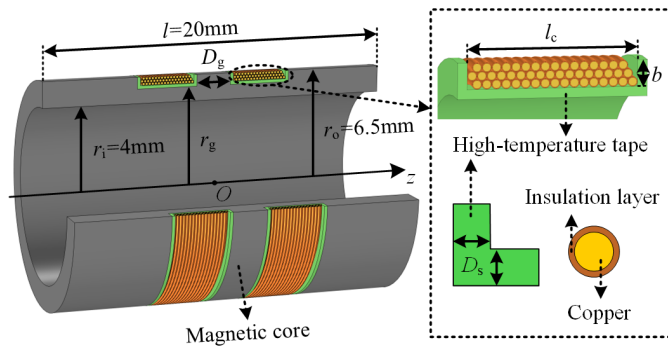 l=20mm
D_g
r_i=4mm
r_g
r_o=6.5mm
z
O
Magnetic core
l_c
b
High-temperature tape
Insulation layer
D_s
Copper